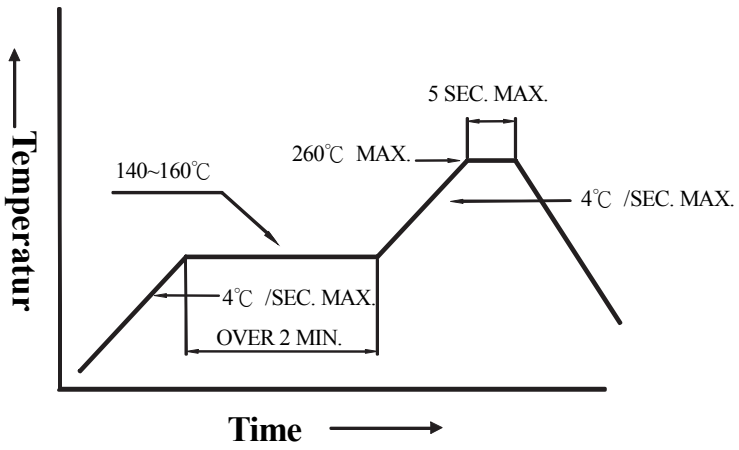 5 SEC. MAX.
260℃ MAX.
140~160℃
4℃ /SEC. MAX.
4℃ /SEC. MAX.
OVER 2 MIN.
Temperatur
Time